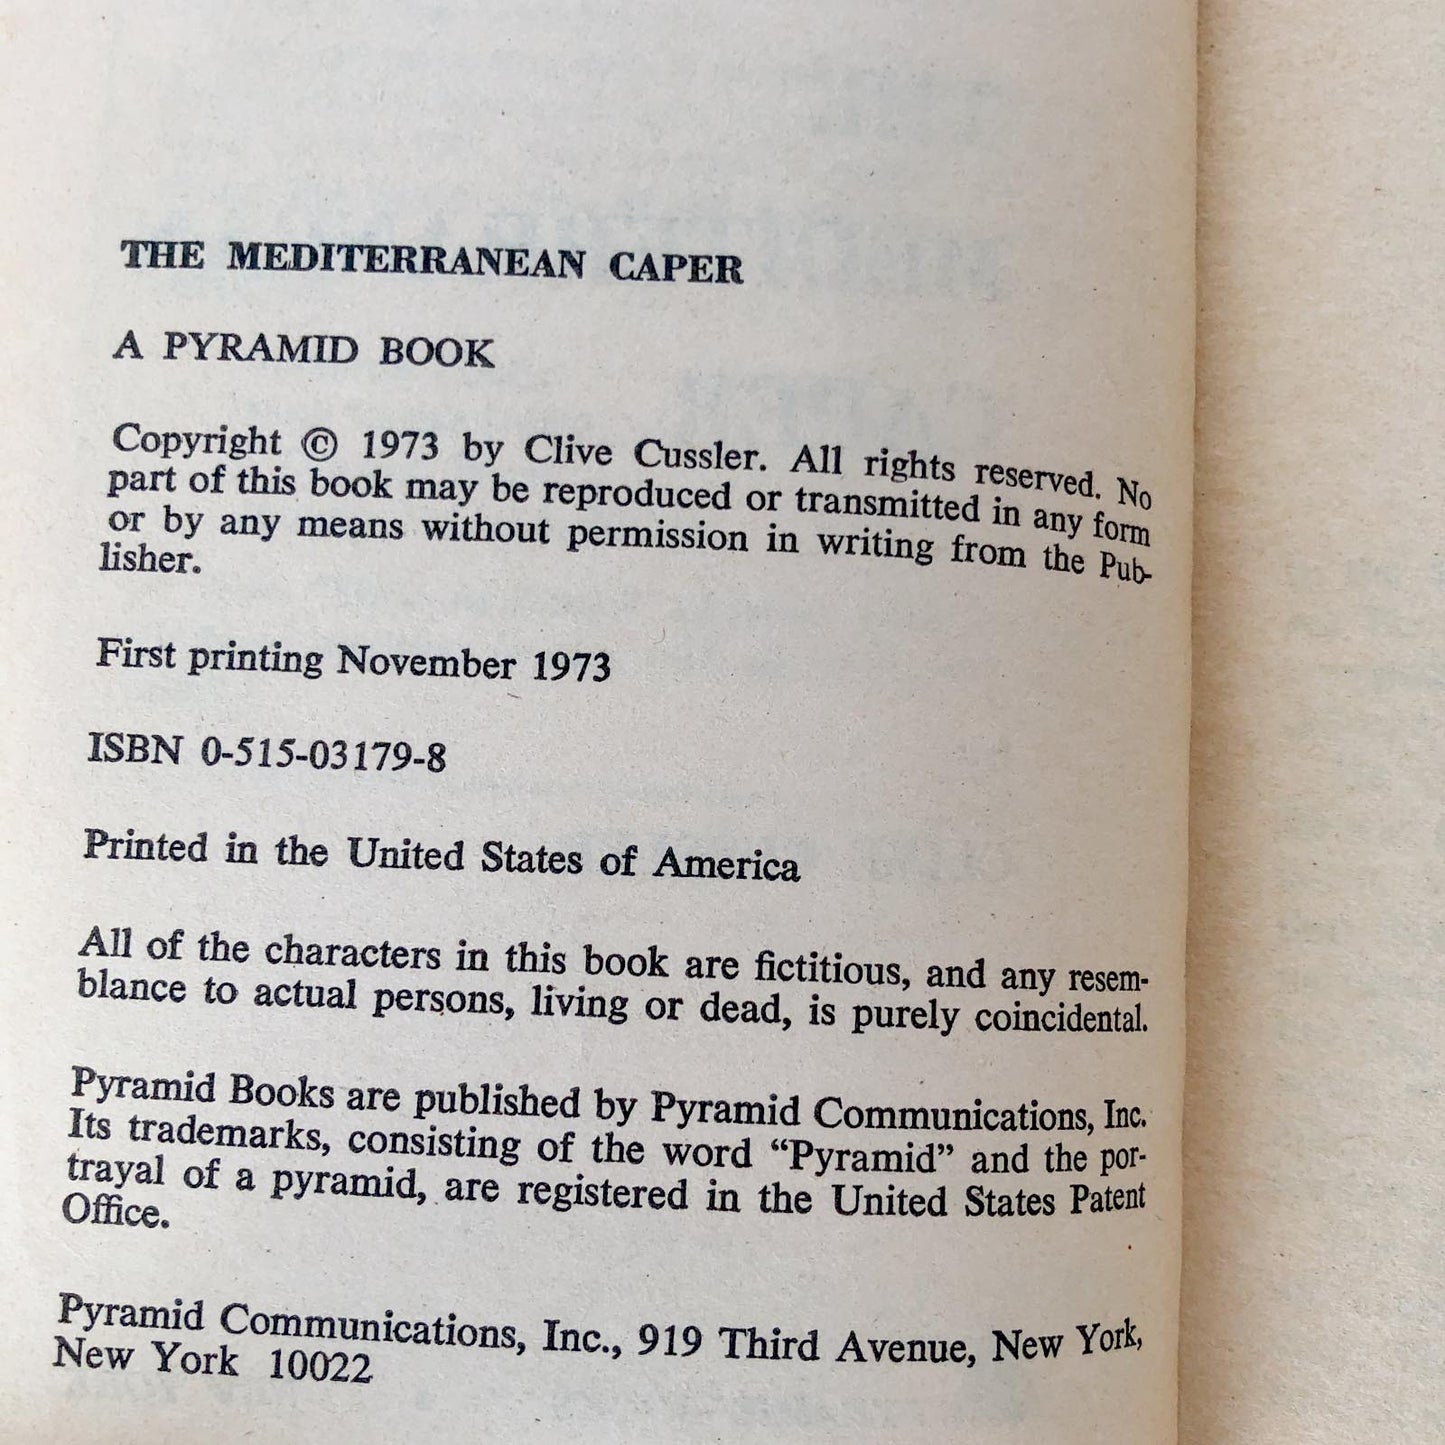 THE MEDITERRANEAN CAPER
A PYRAMID BOOK
Copyright © 1973 by Clive Cussler. All rights reserved. No
part of this book may be reproduced or transmitted in any form
or by any means without permission in writing from the Pub-
lisher.
First printing November 1973
ISBN 0-515-03179-8
Printed in the United States of America
All of the characters in this book are fictitious, and any resem-
blance to actual persons, living or dead, is purely coincidental.
Pyramid Books are published by Pyramid Communications, Inc.
Its trademarks, consisting of the word “Pyramid” and the por-
trayal of a pyramid, are registered in the United States Patent
Office.
Pyramid Communications, Inc., 919 Third Avenue, New York,
New York 10022